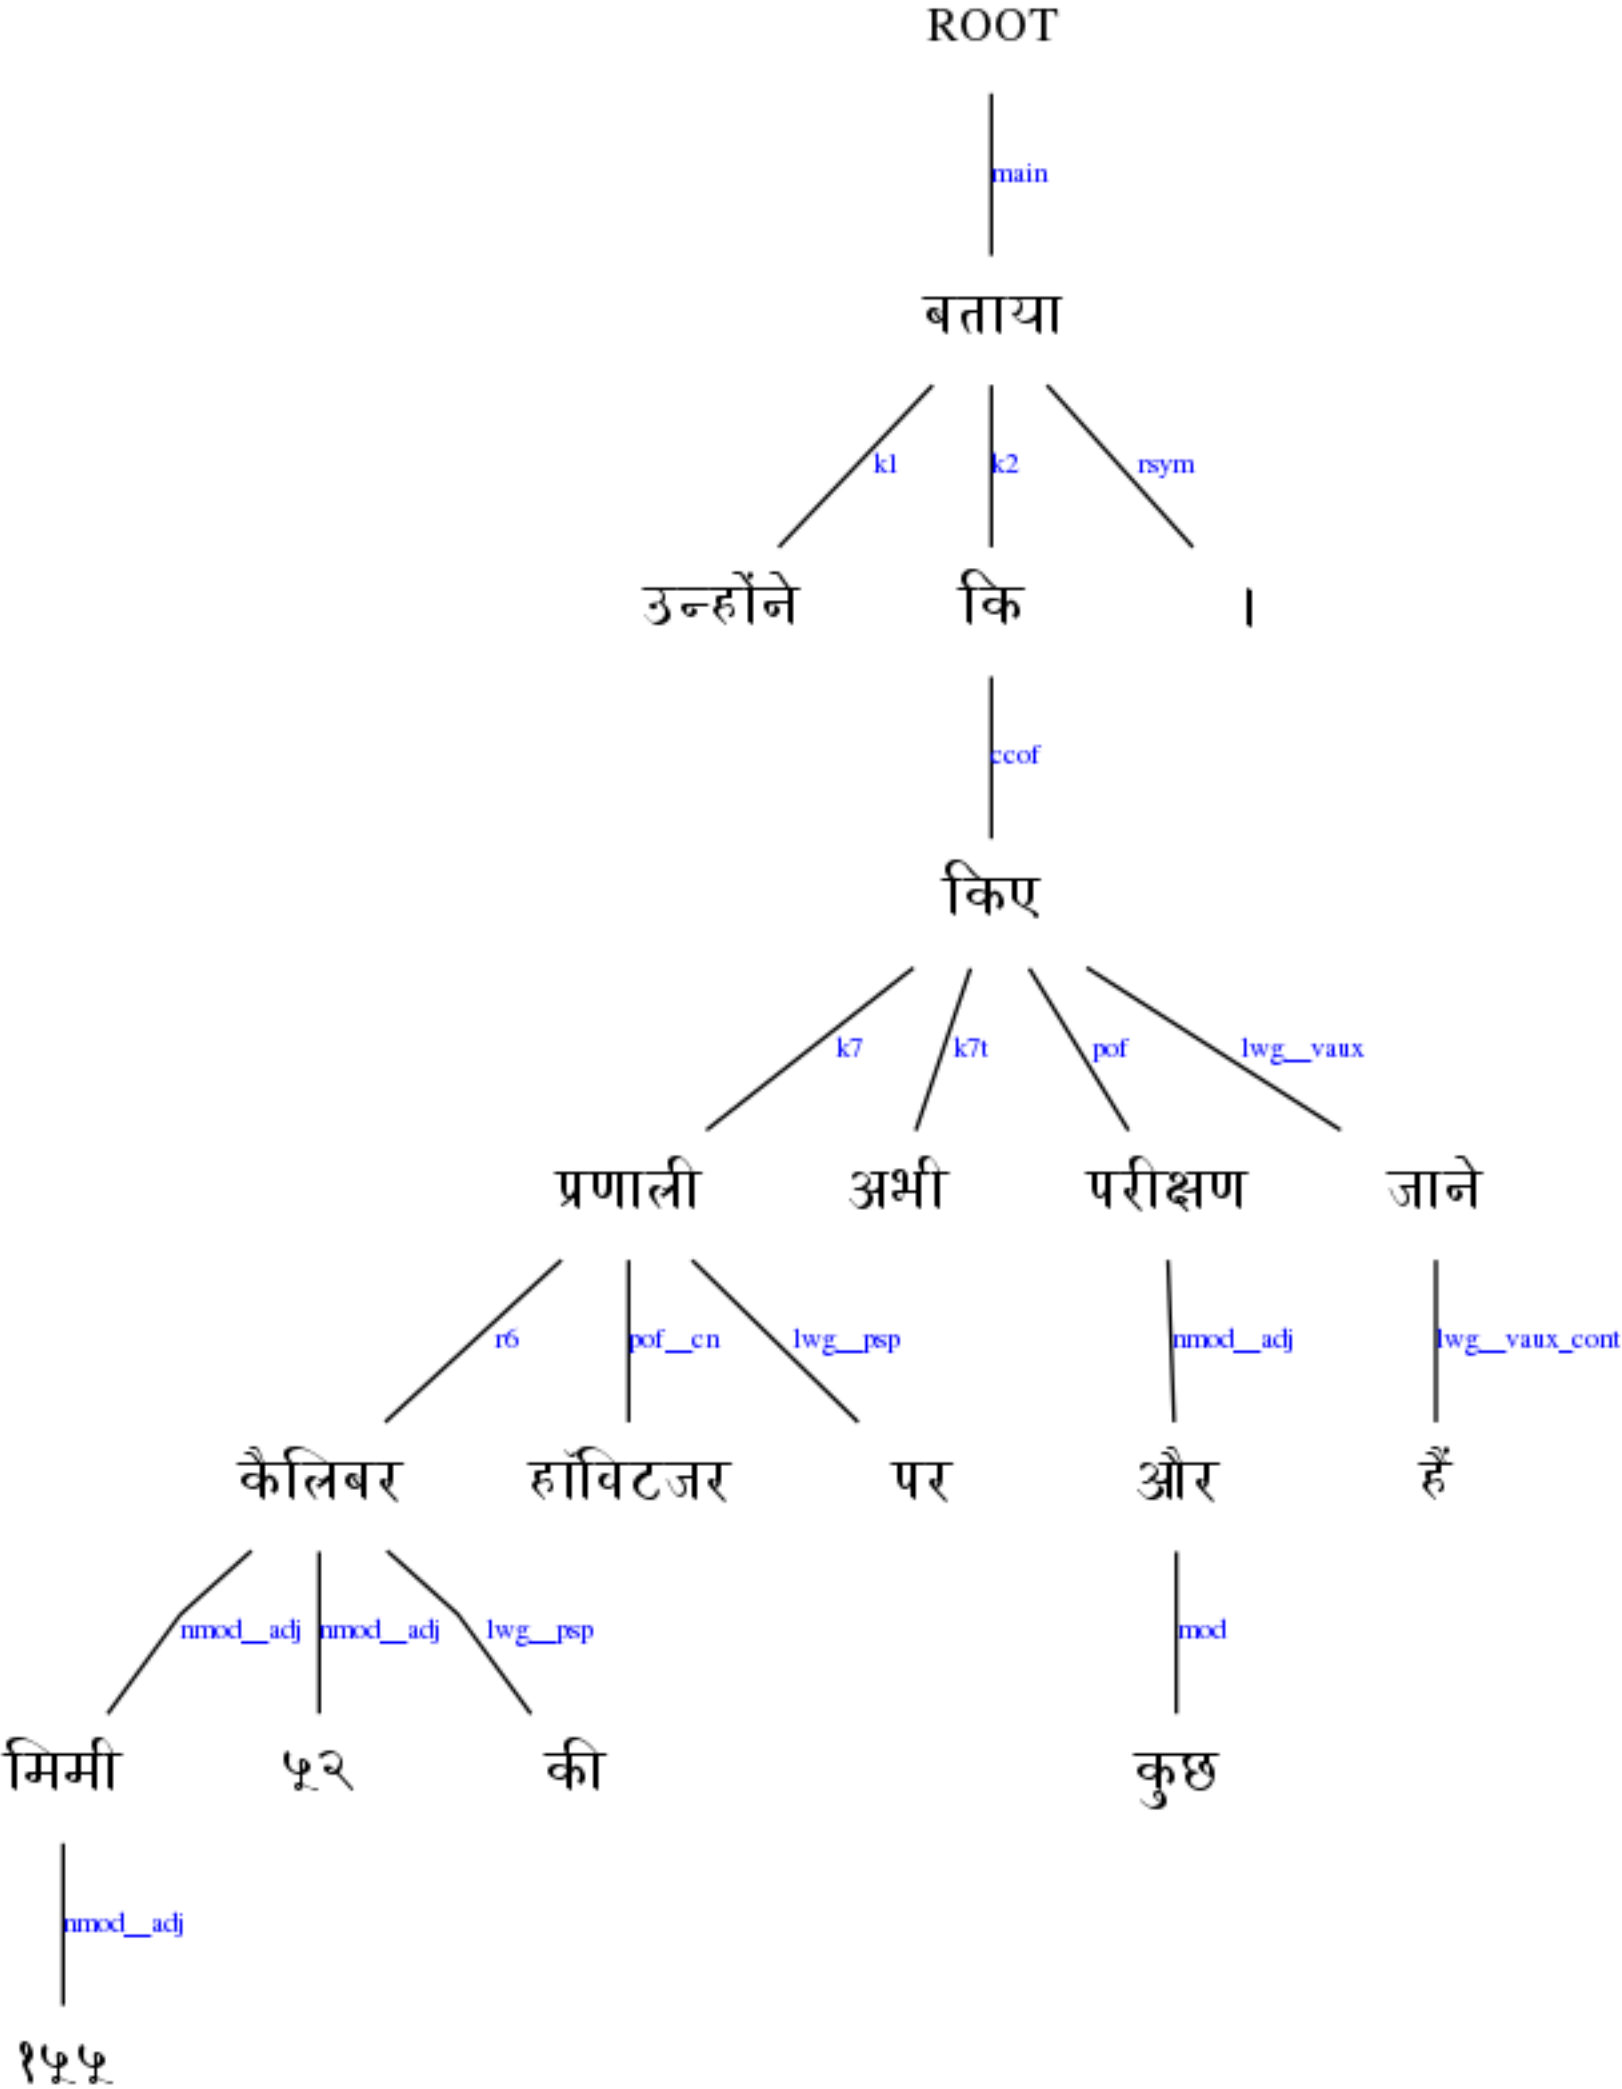 ROOT
main
बताया
k1 k2 rsym
उन्होंने कि ।
ccof
किए
k7 k7t pof lwg__vaux
प्रणाली अभी परीक्षण जाने
r6 pof__cn lwg__psp nmod__adj lwg__vaux_cont
कैलिबर हॉविटजर पर और हैं
nmod__adj nmod__adj lwg__psp mod
मिमी ५२ की कुछ
nmod__adj
१५५